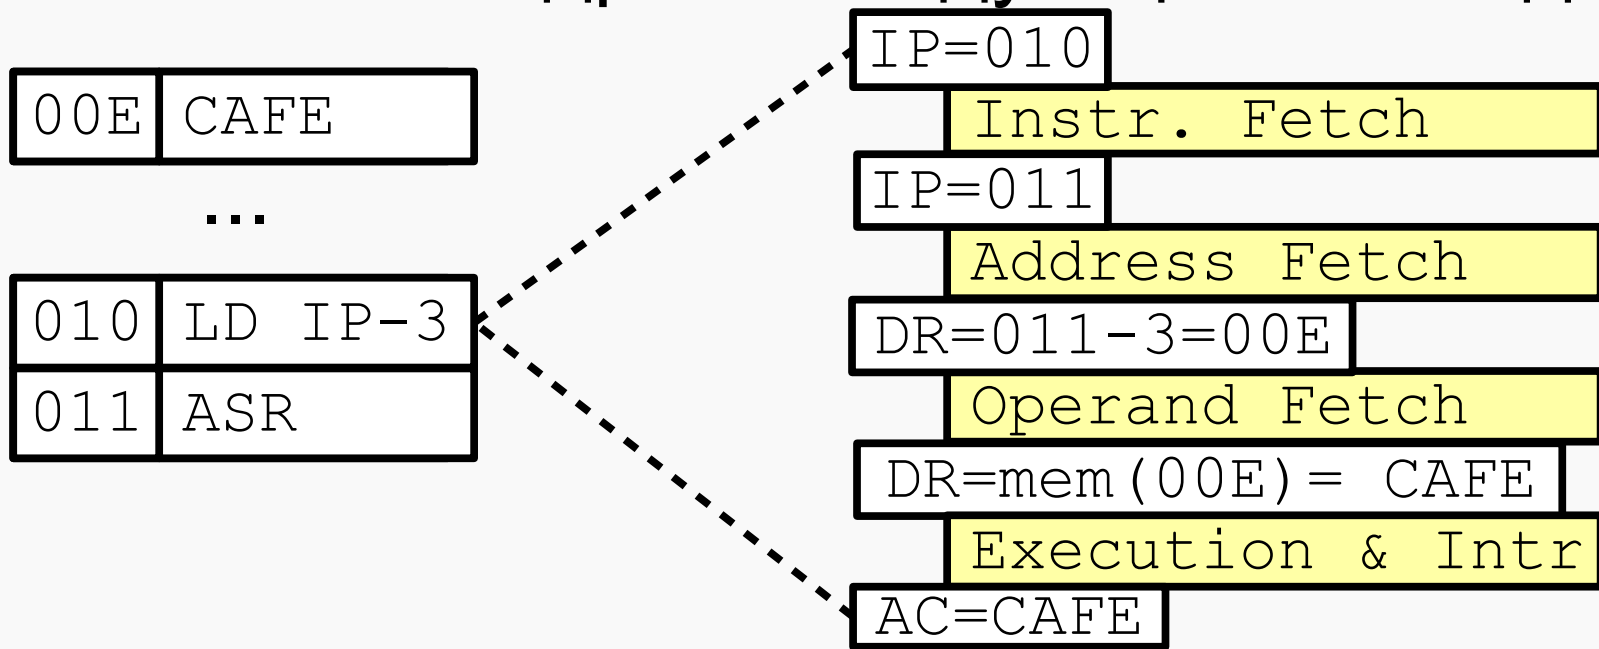 00E CAFE
...
010 LD IP-3
011 ASR
IP=010
Instr. Fetch
IP=011
Address Fetch
DR=011-3=00E
Operand Fetch
DR=mem(00E)= CAFE
Execution & Intr
AC=CAFE